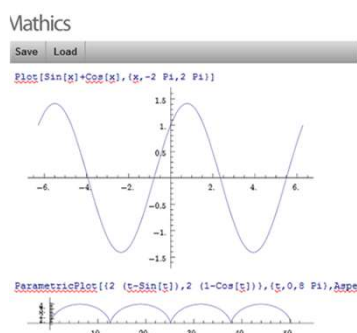 Mathics
Save Load
Plot[Sin[x]+Cos[x],{x,-2 Pi,2 Pi}]
1.5
1.
0.5
-6. -4. -2. 0 2. 4. 6.
-0.5
-1.
-1.5
ParametricPlot[{2 (t-Sin[t]),2 (1-Cos[t])},{t,0,8 Pi},Aspe
10 20 30 40 50